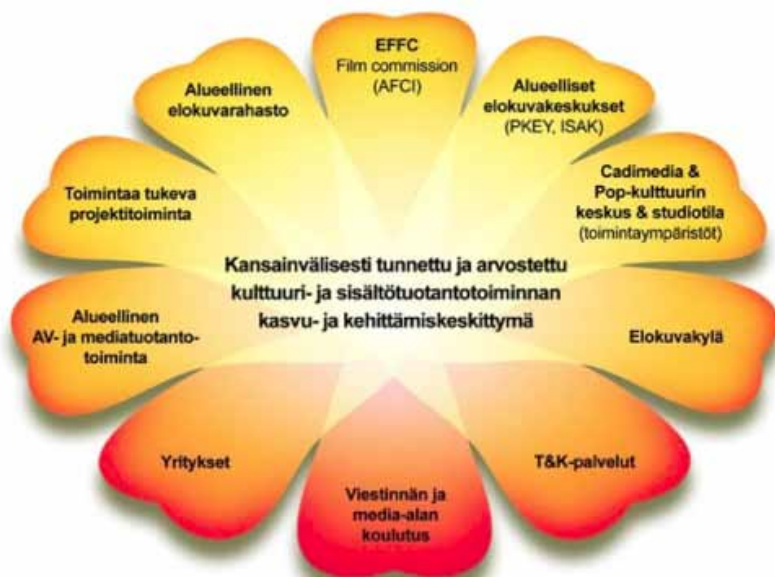 EFFC
Film commission
(AFCI)
Alueellinen
elokuvarahasto
Alueelliset
elokuvakeskukset
(PKEY, ISAK)
Toimintaa tukeva
projektitoiminta
Cadimedia &
Pop-kulttuurin
keskus & studiotila
(toimintaympäristöt)
Kansainvälisesti tunnettu ja arvostettu
kulttuuri- ja sisältötuotantotoiminnan
kasvu- ja kehittämiskeskittymä
Alueellinen
AV- ja mediatuotanto-
toiminta
Elokuvakylä
Yritykset
T&K-palvelut
Viestinnän ja
media-alan
koulutus